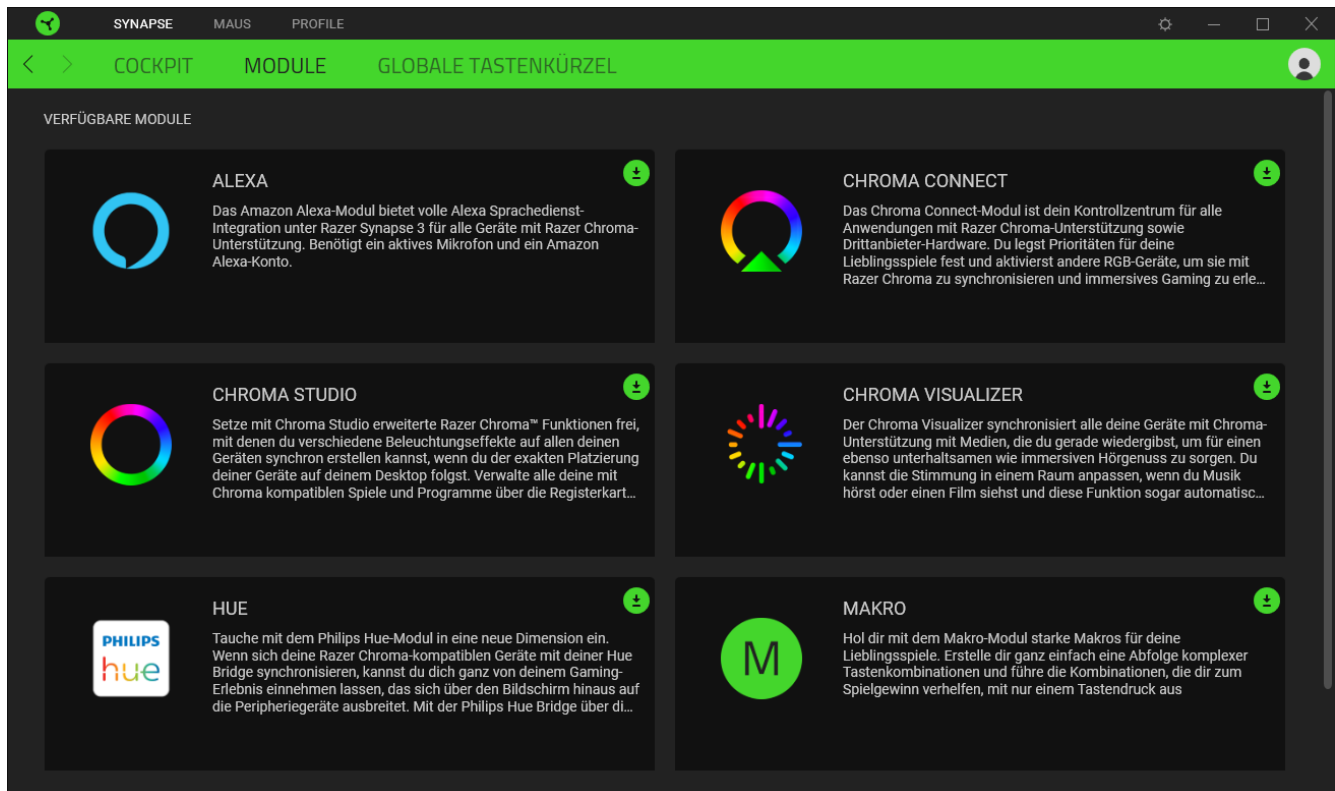 SYNAPSE MAUS PROFILE
COCKPIT MODULE GLOBALE TASTENKÜRZEL
VERFÜGBARE MODULE
ALEXA
Das Amazon Alexa-Modul bietet volle Alexa Sprachedienst-
Integration unter Razer Synapse 3 für alle Geräte mit Razer Chroma-
Unterstützung. Benötigt ein aktives Mikrofon und ein Amazon
Alexa-Konto.
CHROMA CONNECT
Das Chroma Connect-Modul ist dein Kontrollzentrum für alle
Anwendungen mit Razer Chroma-Unterstützung sowie
Drittanbieter-Hardware. Du legst Prioritäten für deine
Lieblingsspiele fest und aktivierst andere RGB-Geräte, um sie mit
Razer Chroma zu synchronisieren und immersives Gaming zu erle...
CHROMA STUDIO
Setze mit Chroma Studio erweiterte Razer Chroma™ Funktionen frei,
mit denen du verschiedene Beleuchtungseffekte auf allen deinen
Geräten synchron erstellen kannst, wenn du der exakten Platzierung
deiner Geräte auf deinem Desktop folgst. Verwalte alle deine mit
Chroma kompatiblen Spiele und Programme über die Registerkart...
CHROMA VISUALIZER
Der Chroma Visualizer synchronisiert alle deine Geräte mit Chroma-
Unterstützung mit Medien, die du gerade wiedergibst, um für einen
ebenso unterhaltsamen wie immersiven Hörgenuss zu sorgen. Du
kannst die Stimmung in einem Raum anpassen, wenn du Musik
hörst oder einen Film siehst und diese Funktion sogar automatisc...
PHILIPS
hue
HUE
Tauche mit dem Philips Hue-Modul in eine neue Dimension ein.
Wenn sich deine Razer Chroma-kompatiblen Geräte mit deiner Hue
Bridge synchronisieren, kannst du dich ganz von deinem Gaming-
Erlebnis einnehmen lassen, das sich über den Bildschirm hinaus auf
die Peripheriegeräte ausbreitet. Mit der Philips Hue Bridge über di...
M
MAKRO
Hol dir mit dem Makro-Modul starke Makros für deine
Lieblingsspiele. Erstelle dir ganz einfach eine Abfolge komplexer
Tastenkombinationen und führe die Kombinationen, die dir zum
Spielgewinn verhelfen, mit nur einem Tastendruck aus